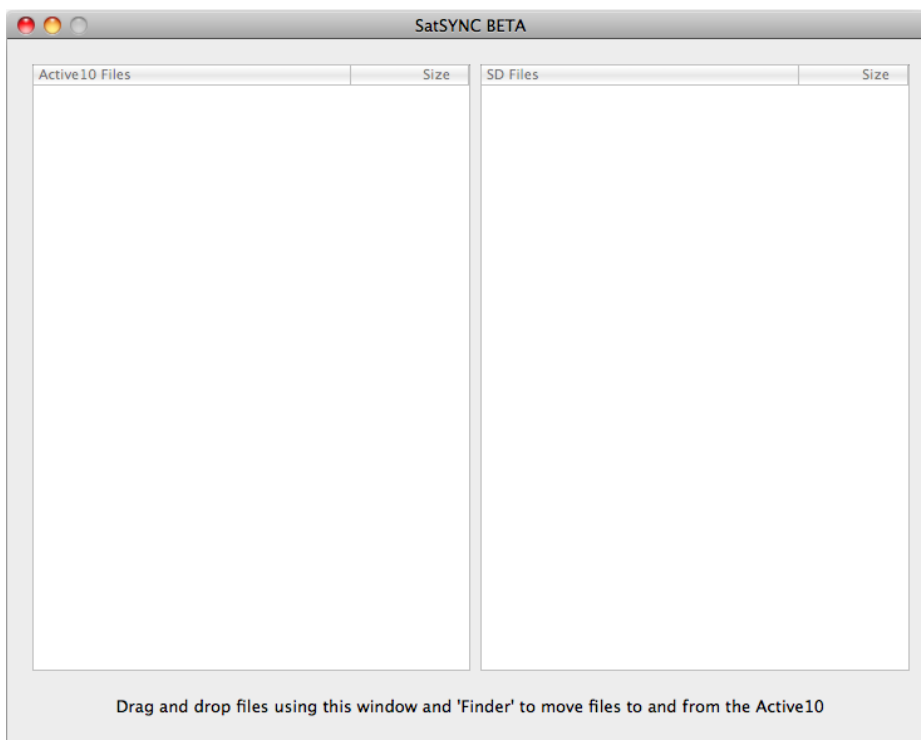 SatSYNC BETA
Active10 Files Size SD Files Size
Drag and drop files using this window and 'Finder' to move files to and from the Active10